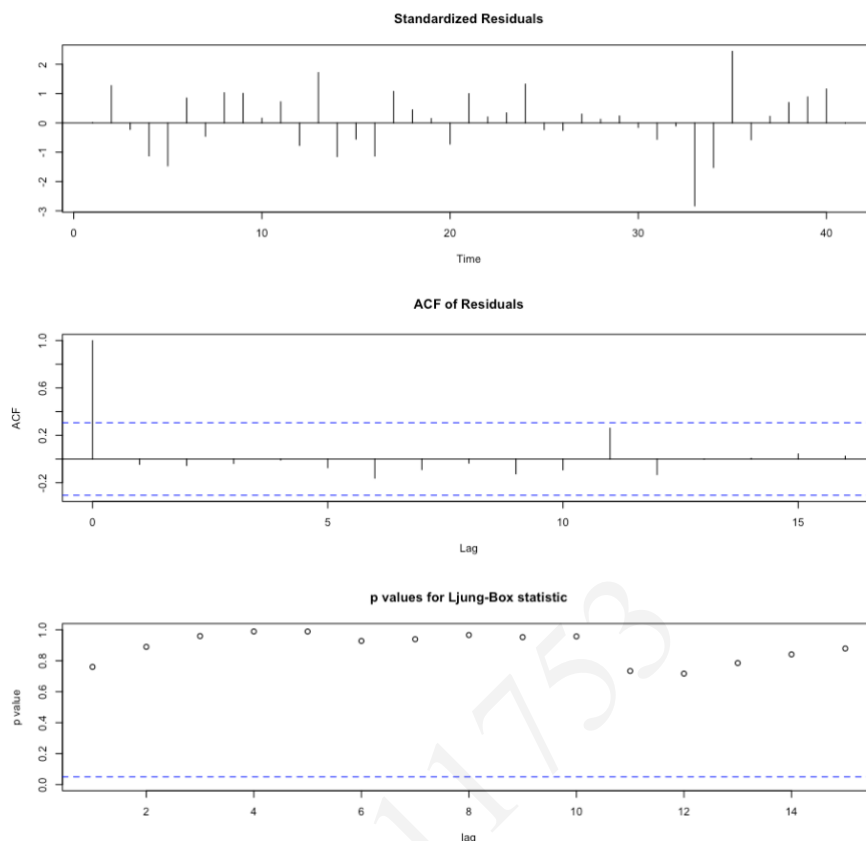 Standardized Residuals
2
1
0
-1
-2
-3
0 10 20 30 40
Time
ACF of Residuals
1.0
0.6
0.2
-0.2
ACF
0 5 10 15
Lag
p values for Ljung-Box statistic
1.0
0.8
0.6
0.4
0.2
0.0
p value
2 4 6 8 10 12 14
lag
11753